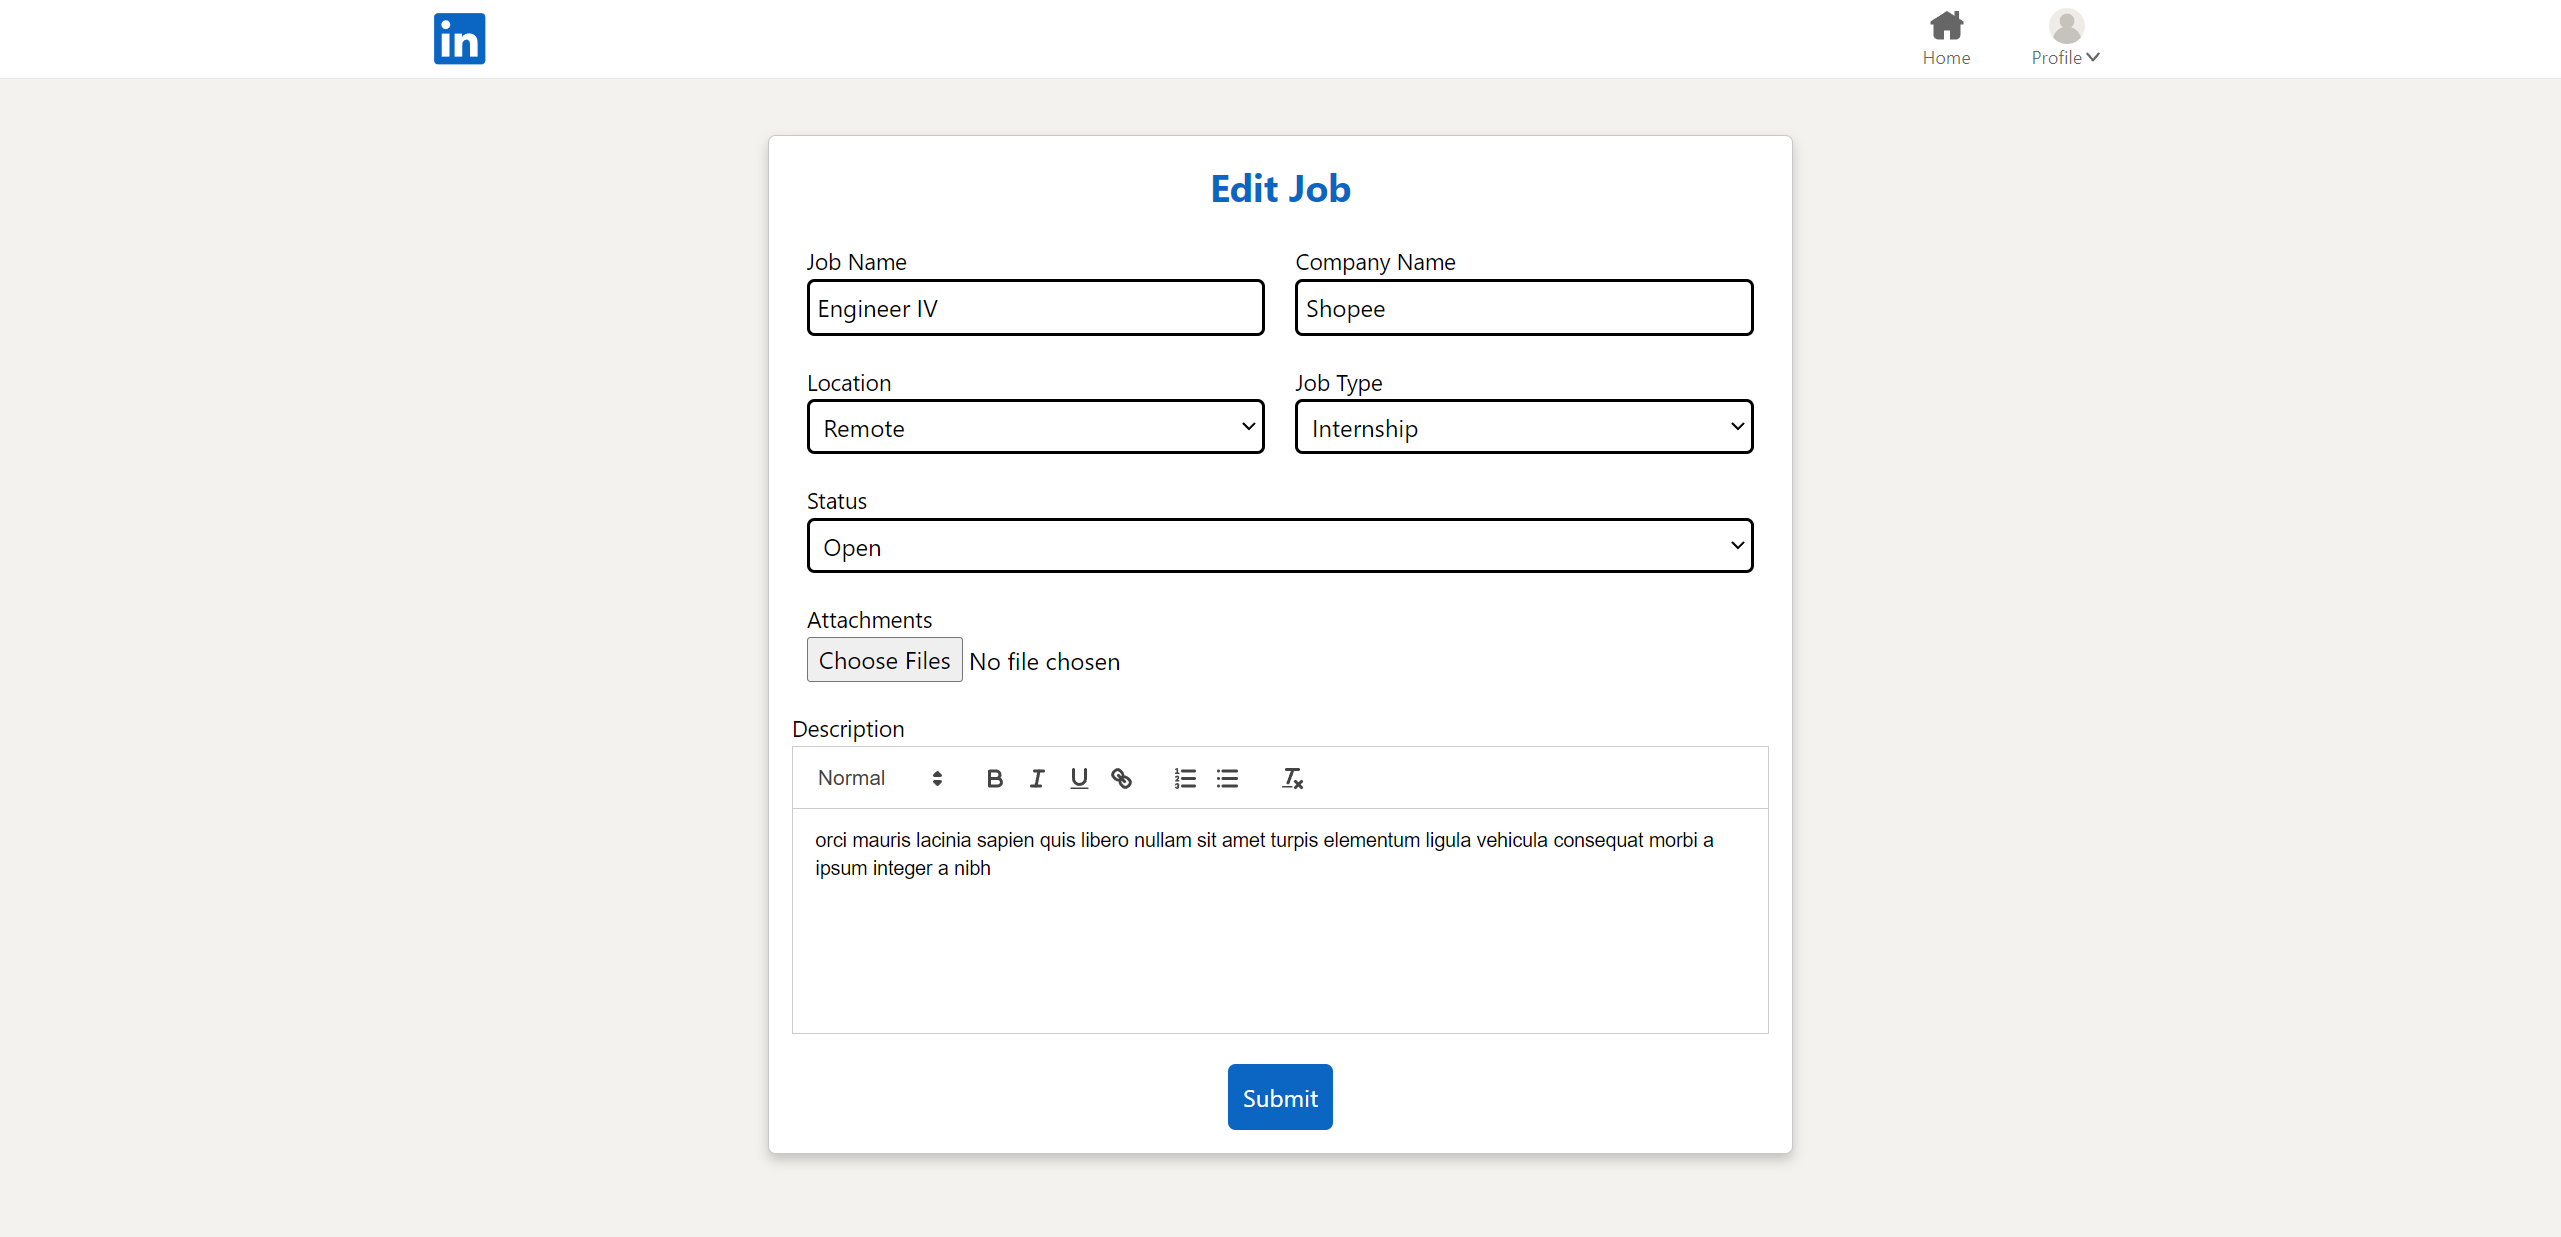 in
Home
Profile
Edit Job
Job Name
Company Name
Engineer IV
Shopee
Location
Job Type
Remote
Internship
Status
Open
Attachments
Choose Files No file chosen
Description
Normal
orci mauris lacinia sapien quis libero nullam sit amet turpis elementum ligula vehicula consequat morbi a
ipsum integer a nibh
Submit